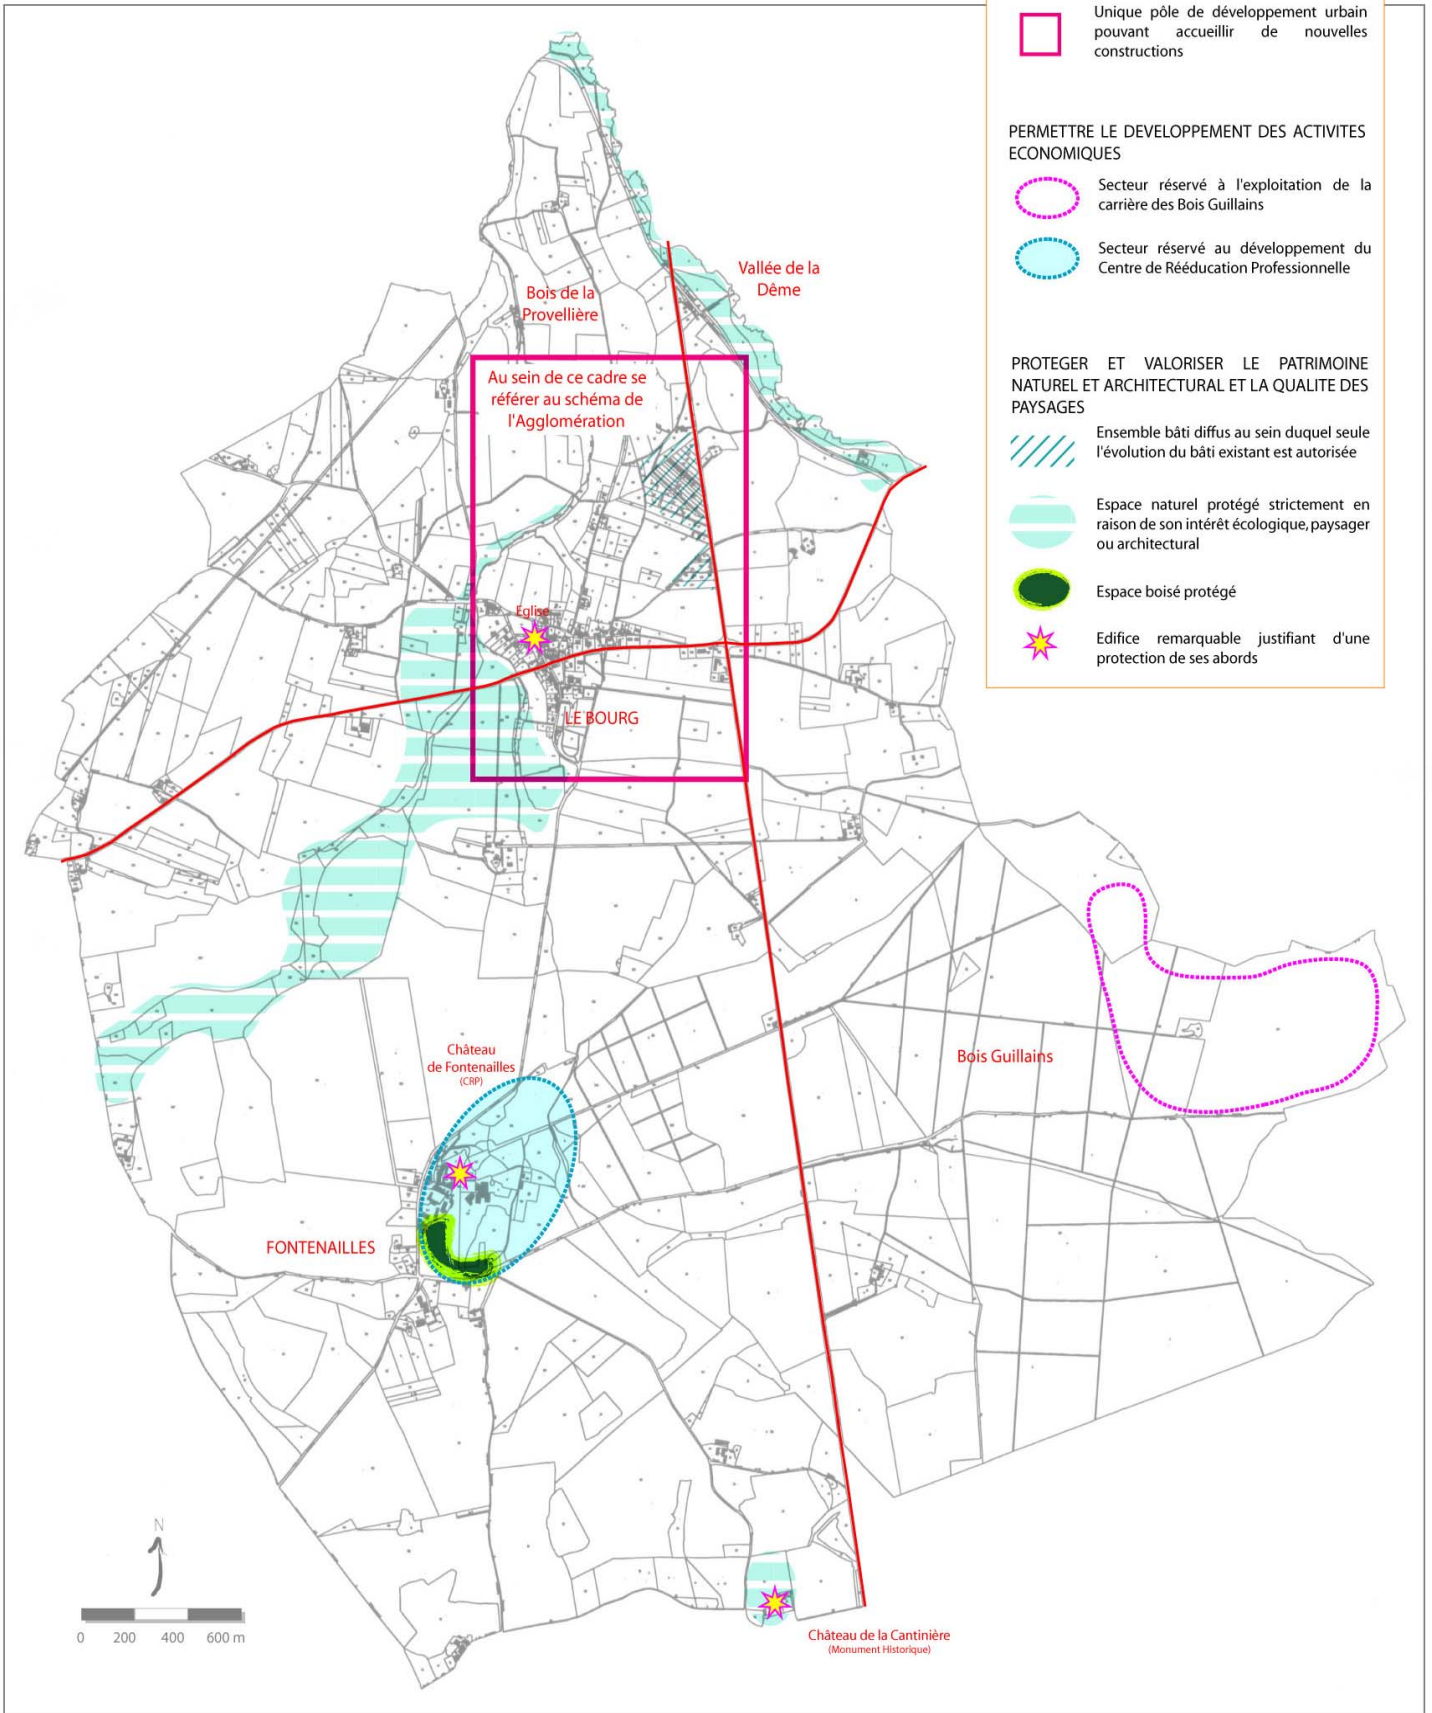 Unique pôle de développement urbain
pouvant accueillir de nouvelles
constructions
PERMETTRE LE DEVELOPPEMENT DES ACTIVITES
ECONOMIQUES
Secteur réservé à l'exploitation de la
carrière des Bois Guillains
Secteur réservé au développement du
Centre de Rééducation Professionnelle
PROTEGER ET VALORISER LE PATRIMOINE
NATUREL ET ARCHITECTURAL ET LA QUALITE DES
PAYSAGES
Ensemble bâti diffus au sein duquel seule
l'évolution du bâti existant est autorisée
Espace naturel protégé strictement en
raison de son intérêt écologique, paysager
ou architectural
Espace boisé protégé
Edifice remarquable justifiant d'une
protection de ses abords
Vallée de la
Dême
Bois de la
Provellière
Au sein de ce cadre se
référer au schéma de
l'Agglomération
Eglise
LE BOURG
Château
de Fontenailles
(CRP)
Bois Guillains
FONTENAILLES
N
0 200 400 600 m
Château de la Cantinière
(Monument Historique)